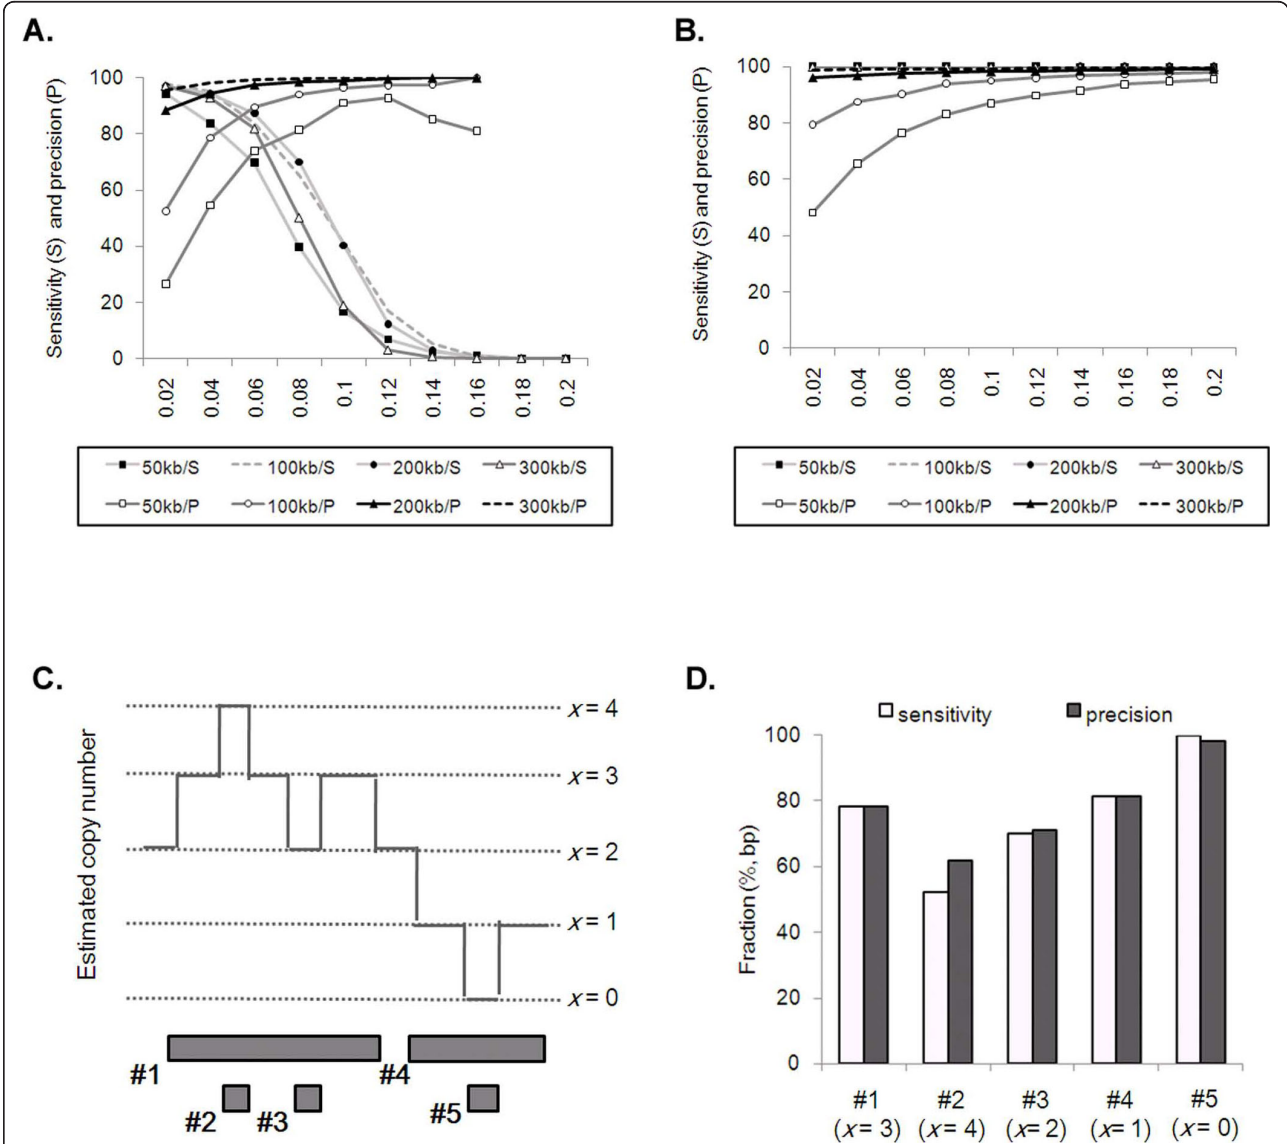 A.
Sensitivity (S) and precision (P)
100
80
60
40
20
0
0.02
0.04
0.06
0.08
0.1
0.12
0.14
0.16
0.18
0.2
50kb/S
100kb/S
200kb/S
300kb/S
50kb/P
100kb/P
200kb/P
300kb/P
B.
Sensitivity (S) and precision (P)
100
80
60
40
20
0
0.02
0.04
0.06
0.08
0.1
0.12
0.14
0.16
0.18
0.2
50kb/S
100kb/S
200kb/S
300kb/S
50kb/P
100kb/P
200kb/P
300kb/P
C.
Estimated copy number
x = 4
x = 3
x = 2
x = 1
x = 0
#1
#4
#2
#3
#5
D.
sensitivity
precision
Fraction (%, bp)
100
80
60
40
20
0
#1
(x = 3)
#2
(x = 4)
#3
(x = 2)
#4
(x = 1)
#5
(x = 0)